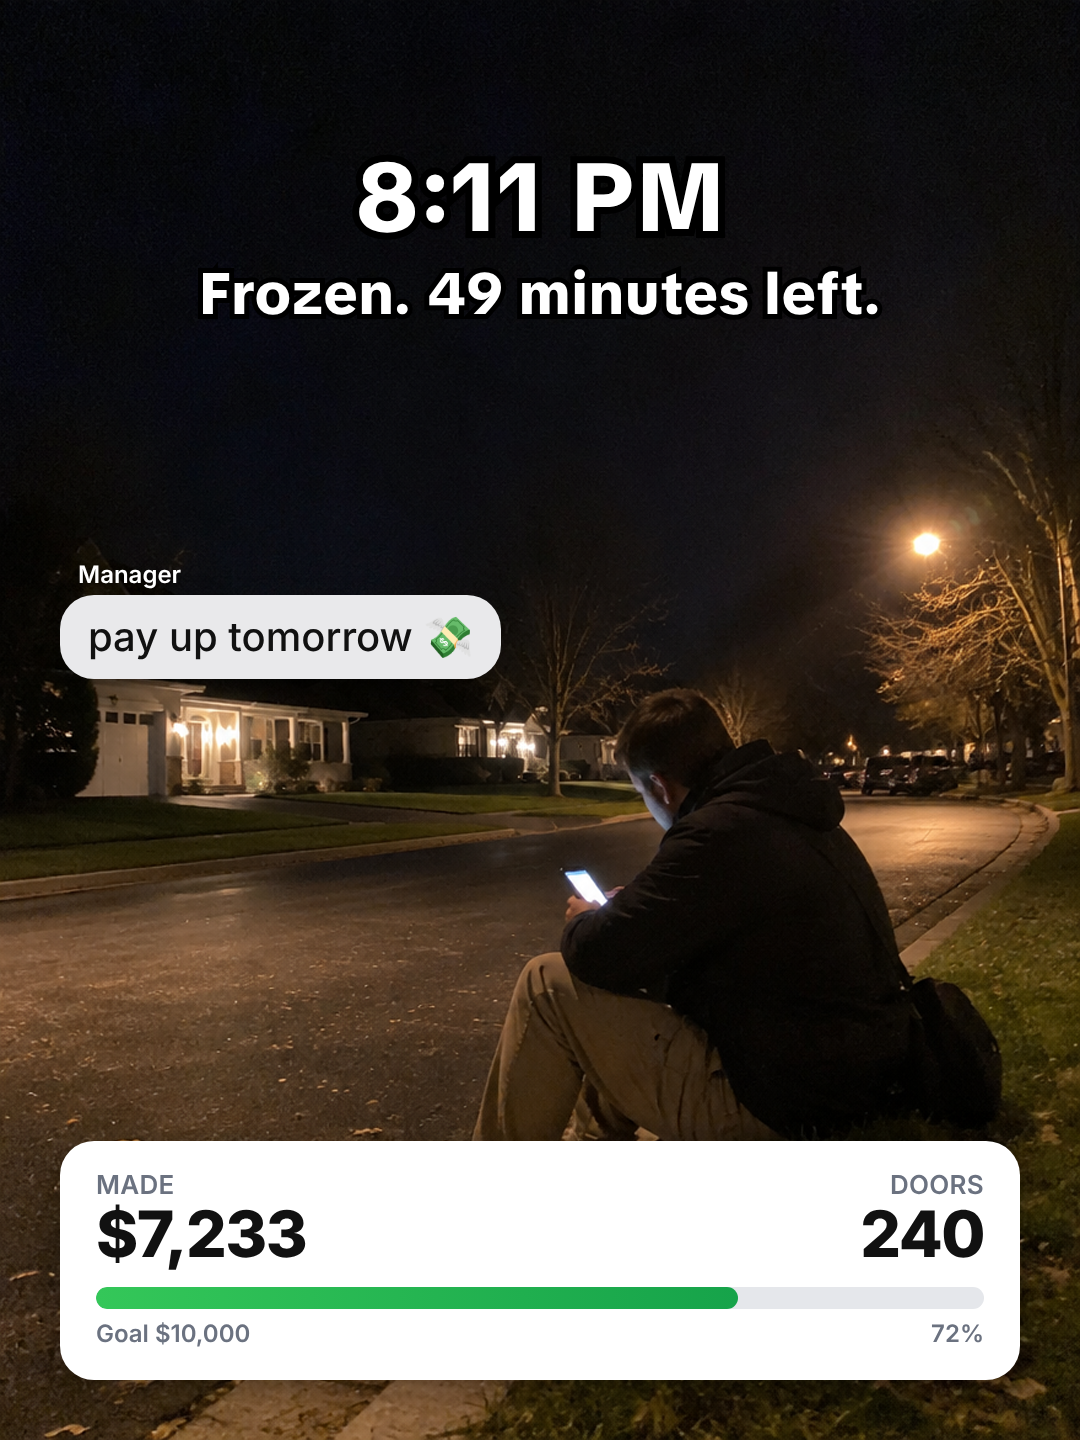 8:11 PM
Frozen. 49 minutes left.
Manager
pay up tomorrow 💸
MADE
DOORS
$7,233
240
Goal $10,000
72%